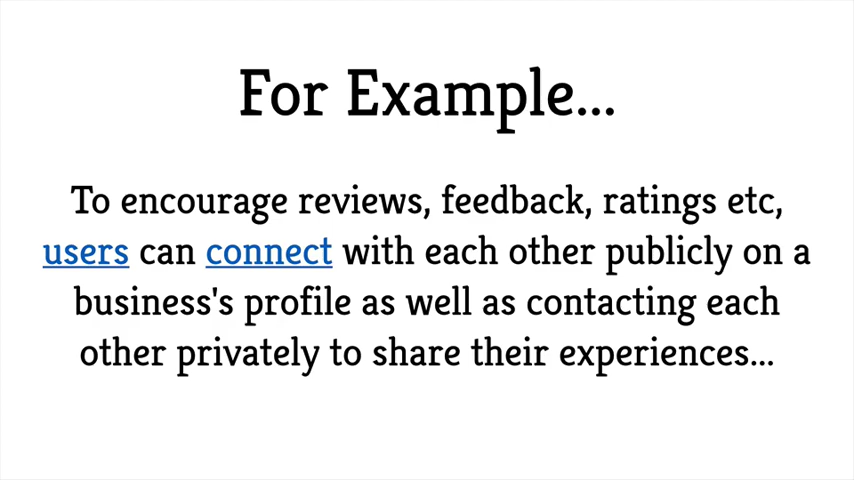 For Example...
To encourage reviews, feedback, ratings etc,
users can connect with each other publicly on a
business's profile as well as contacting each
other privately to share their experiences...